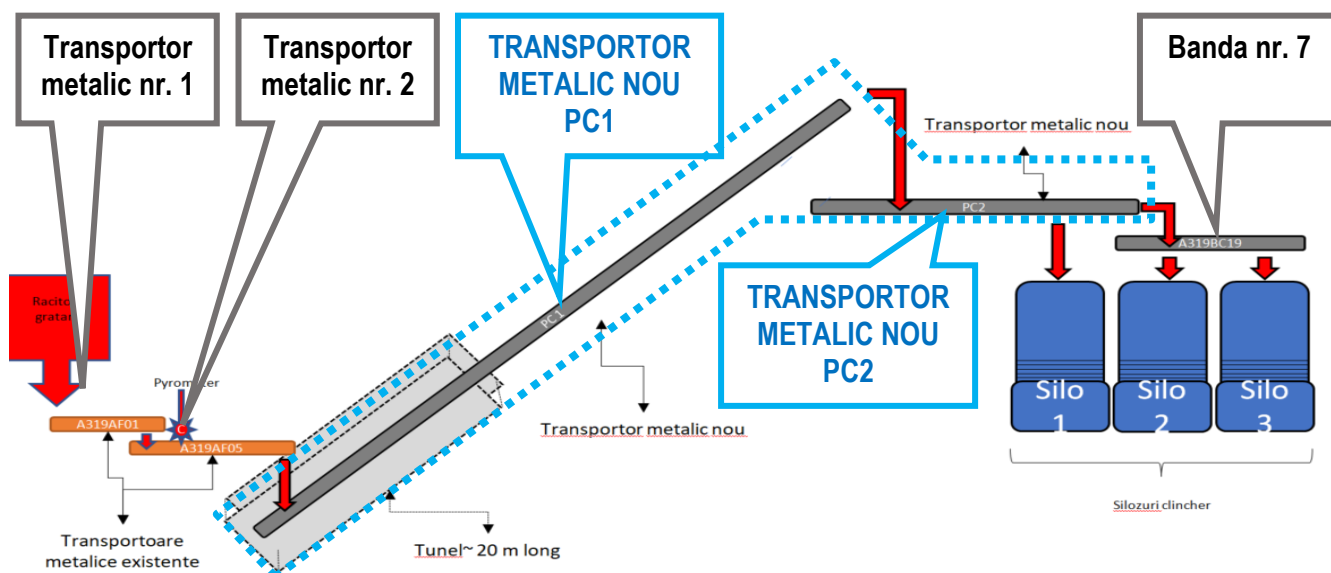 Transportor
metalic nr. 1
Transportor
metalic nr. 2
TRANSPORTOR
METALIC NOU
PC1
Banda nr. 7
Transportor metalic nou
PC2
A319BC19
TRANSPORTOR
METALIC NOU
PC2
PC1
Racito
grata
Pyrometer
C
A319AF01
A319AF05
Transportor metalic nou
Silo
1
Silo
2
Silo
3
Silozuri clincher
Transportoare
metalice existente
Tunel~ 20 m long